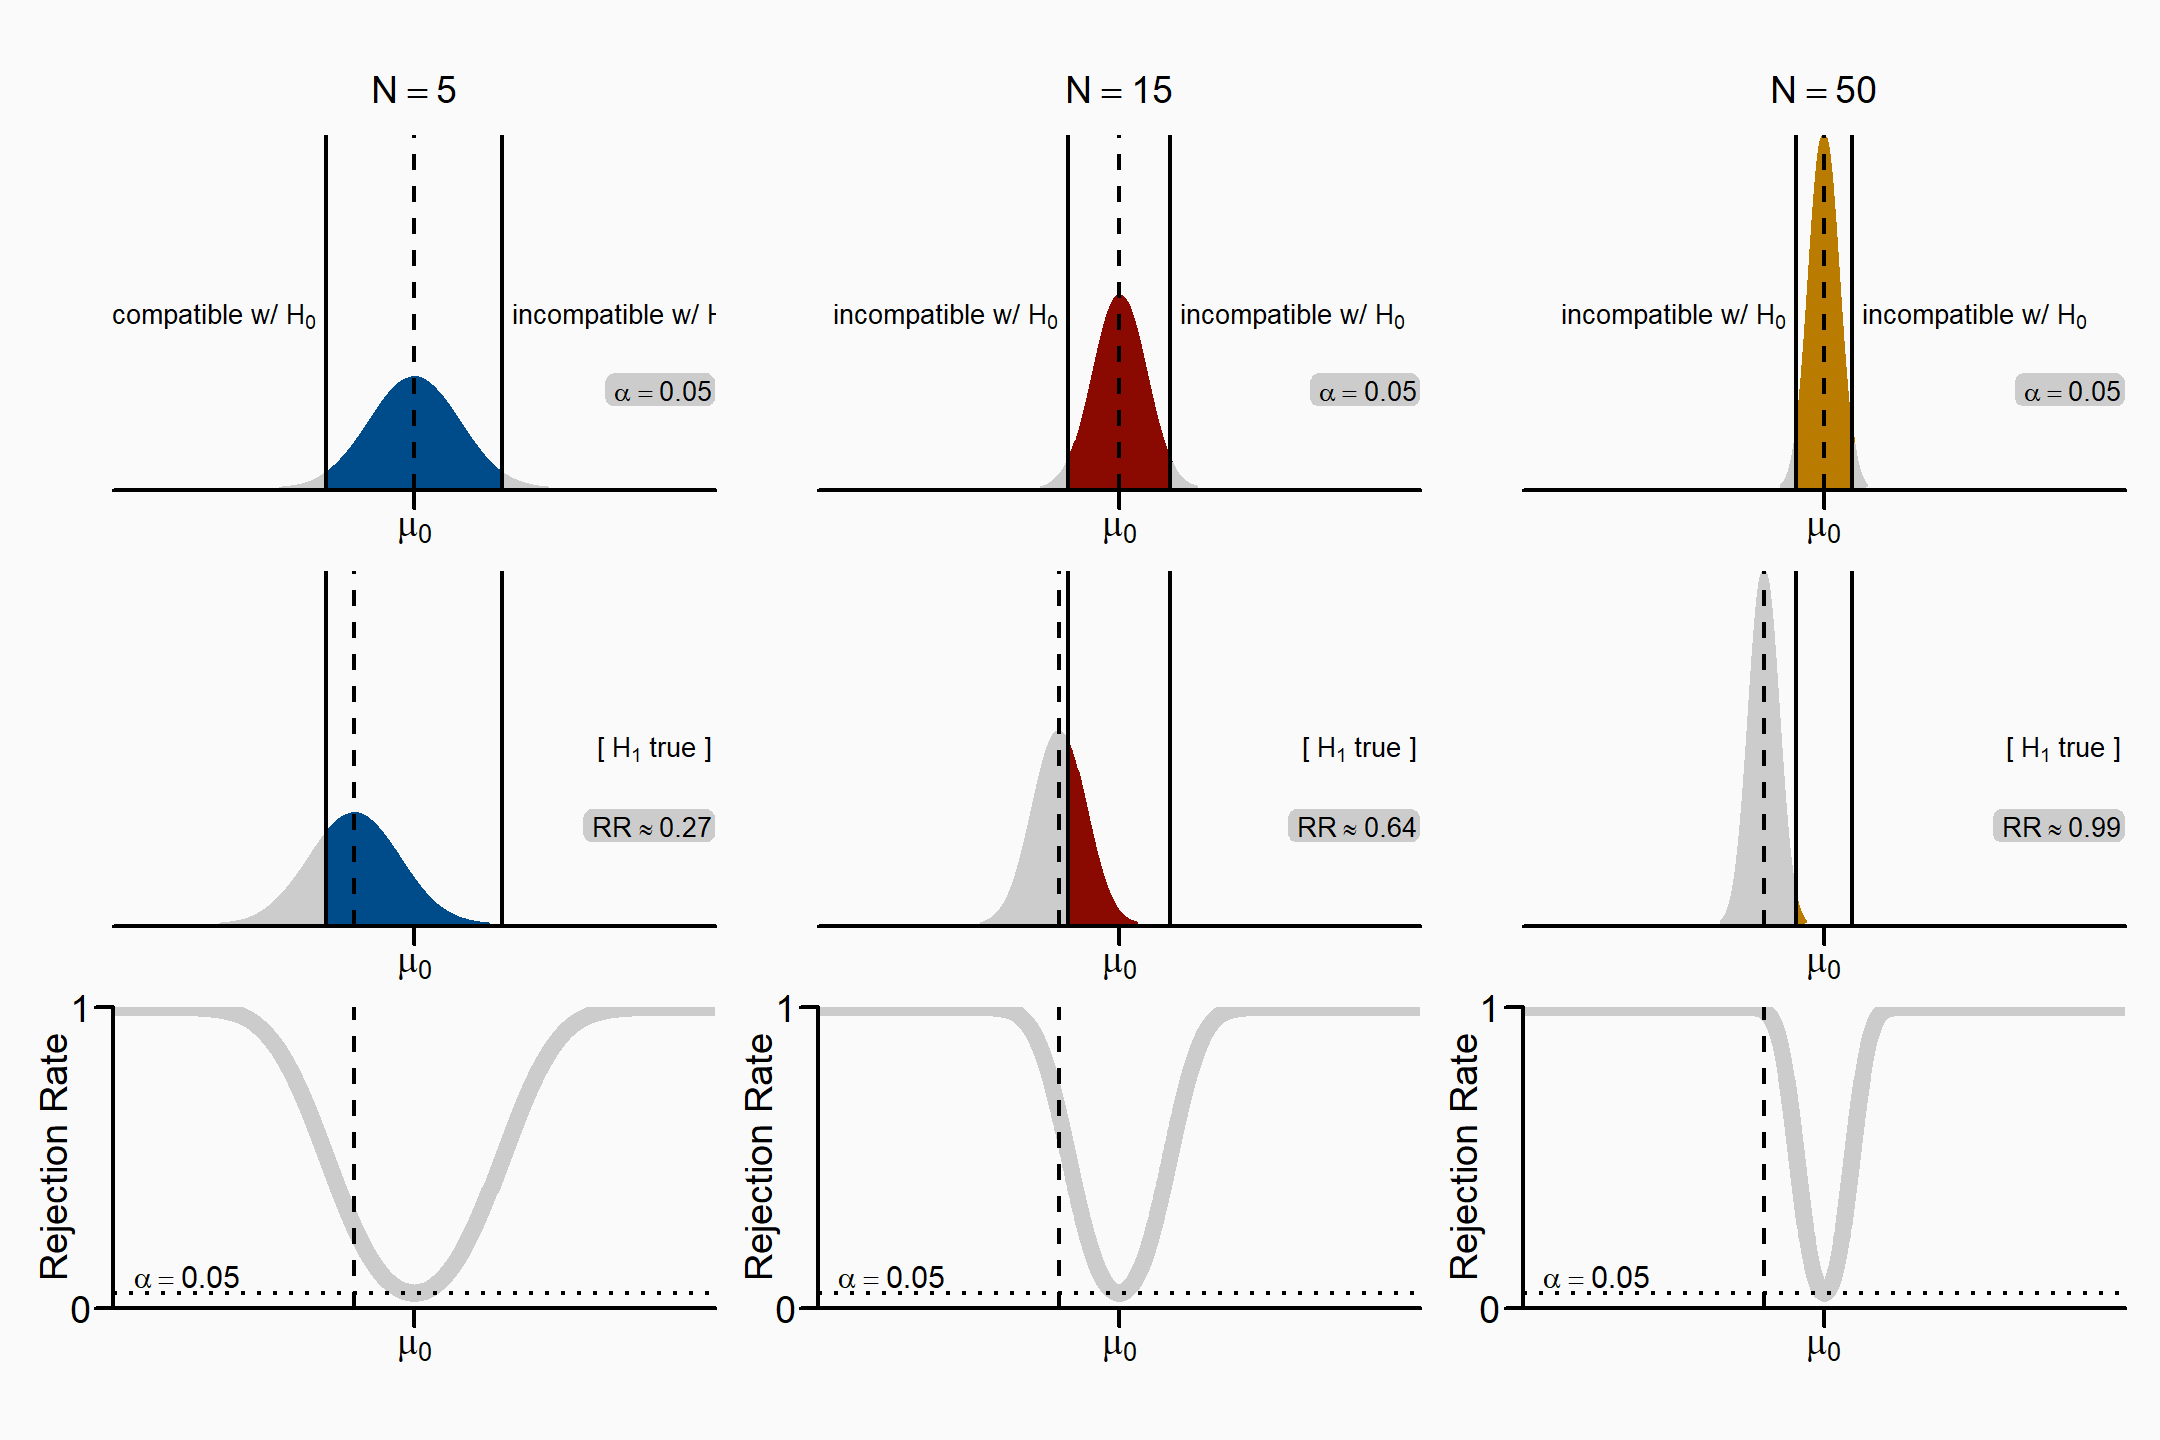 N = 5
N = 15
N = 50
compatible w/ H₀
incompatible w/
incompatible w/ H₀
incompatible w/ H₀
incompatible w/ H₀
incompatible w/ H₀
α = 0.05
α = 0.05
α = 0.05
μ₀
μ₀
μ₀
[ H₁ true ]
[ H₁ true ]
[ H₁ true ]
RR ≈ 0.27
RR ≈ 0.64
RR ≈ 0.99
μ₀
μ₀
μ₀
1
Rejection Rate
α = 0.05
0
μ₀
1
Rejection Rate
α = 0.05
0
μ₀
1
Rejection Rate
α = 0.05
0
μ₀